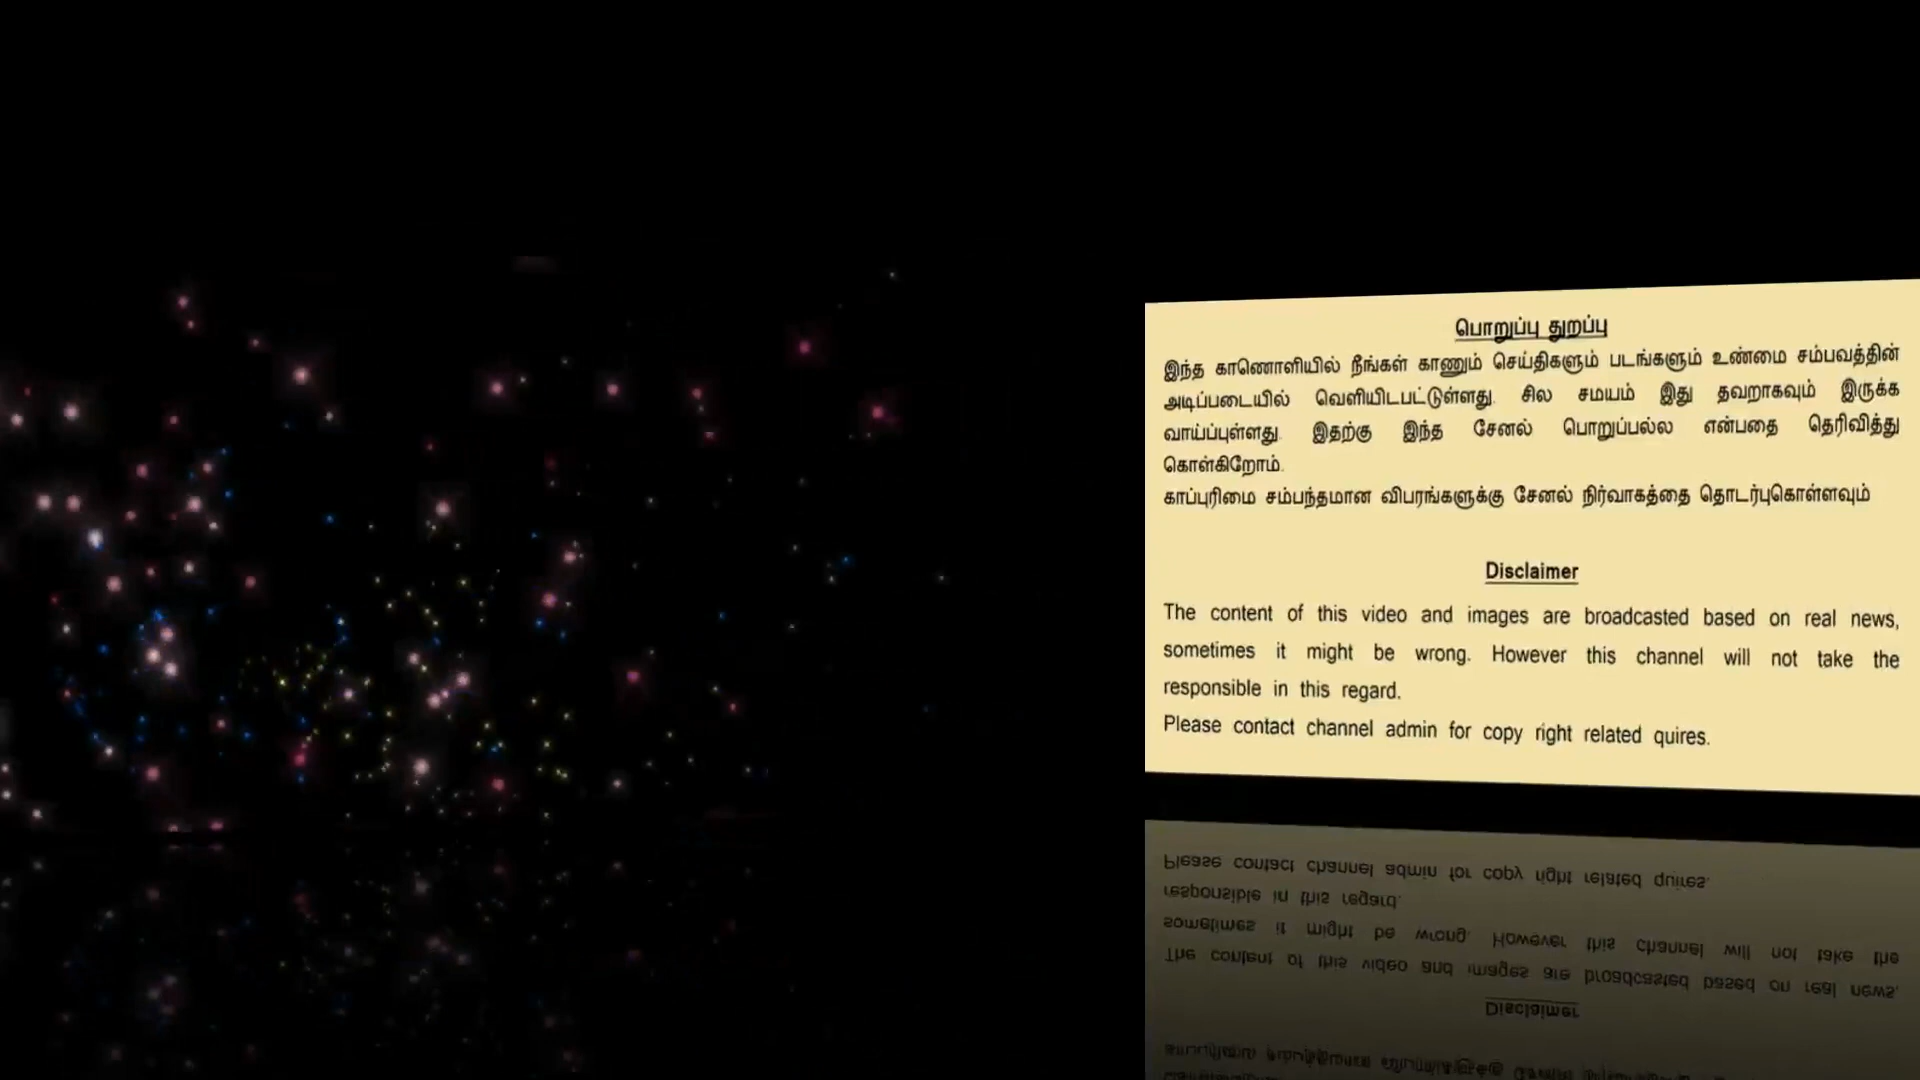 பொறுப்பு துறப்பு
இந்த காணொளியில் நீங்கள் காணும் செய்திகளும் படங்களும் உண்மை சம்பவத்தின்
அடிப்படையில் வெளியிடபட்டுள்ளது. சில சமயம் இது தவறாகவும் இருக்க
வாய்ப்புள்ளது. இதற்கு இந்த சேனல் பொறுப்பல்ல என்பதை தெரிவித்து
கொள்கிறோம்.
காப்புரிமை சம்பந்தமான விபரங்களுக்கு சேனல் நிர்வாகத்தை தொடர்புகொள்ளவும்
Disclaimer
The content of this video and images are broadcasted based on real news,
sometimes it might be wrong. However this channel will not take the
responsible in this regard.
Please contact channel admin for copy right related quires.